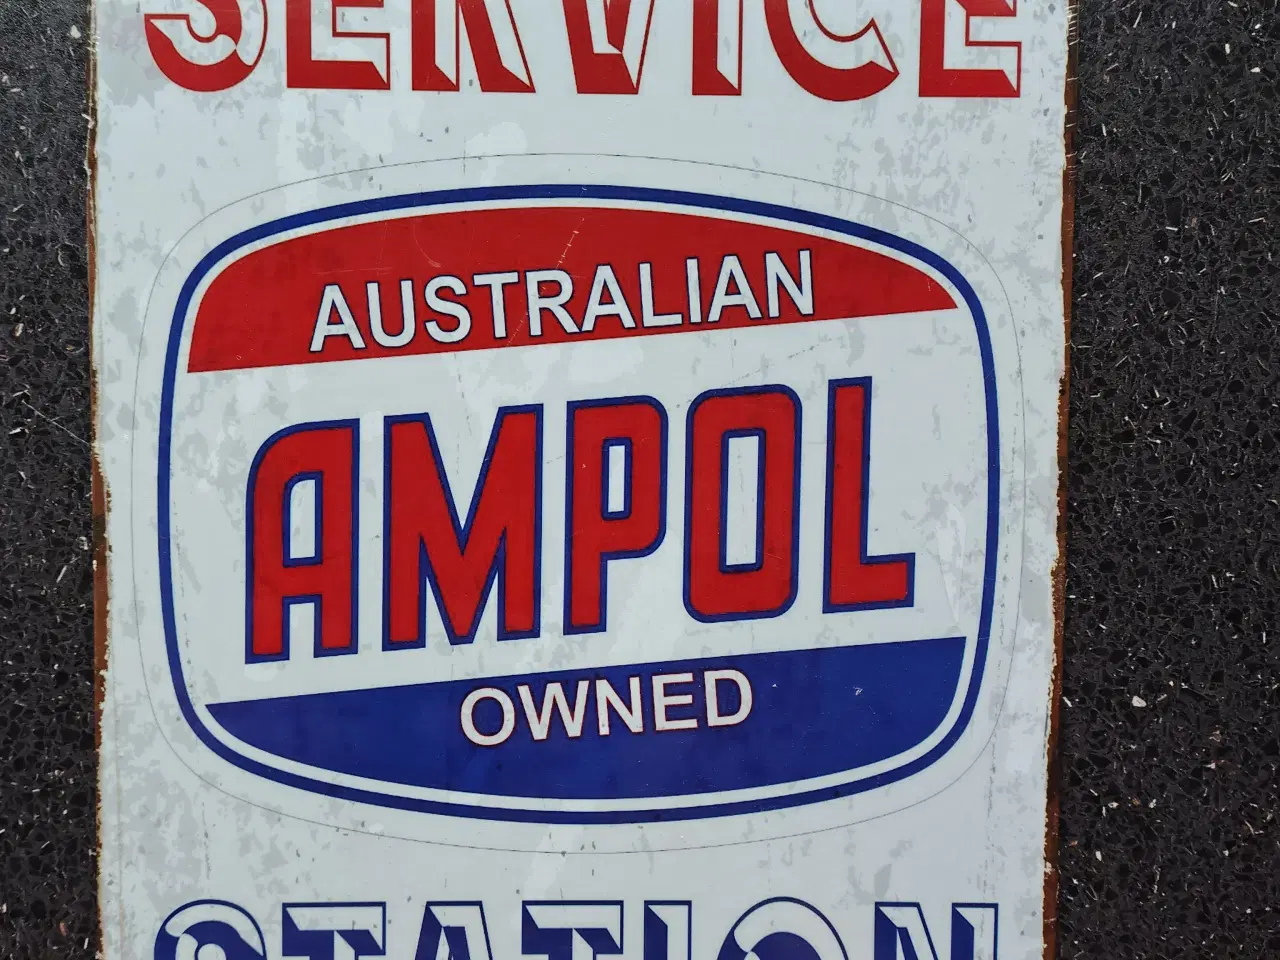 SERVICE
AUSTRALIAN
AMPOL
OWNED
STATION